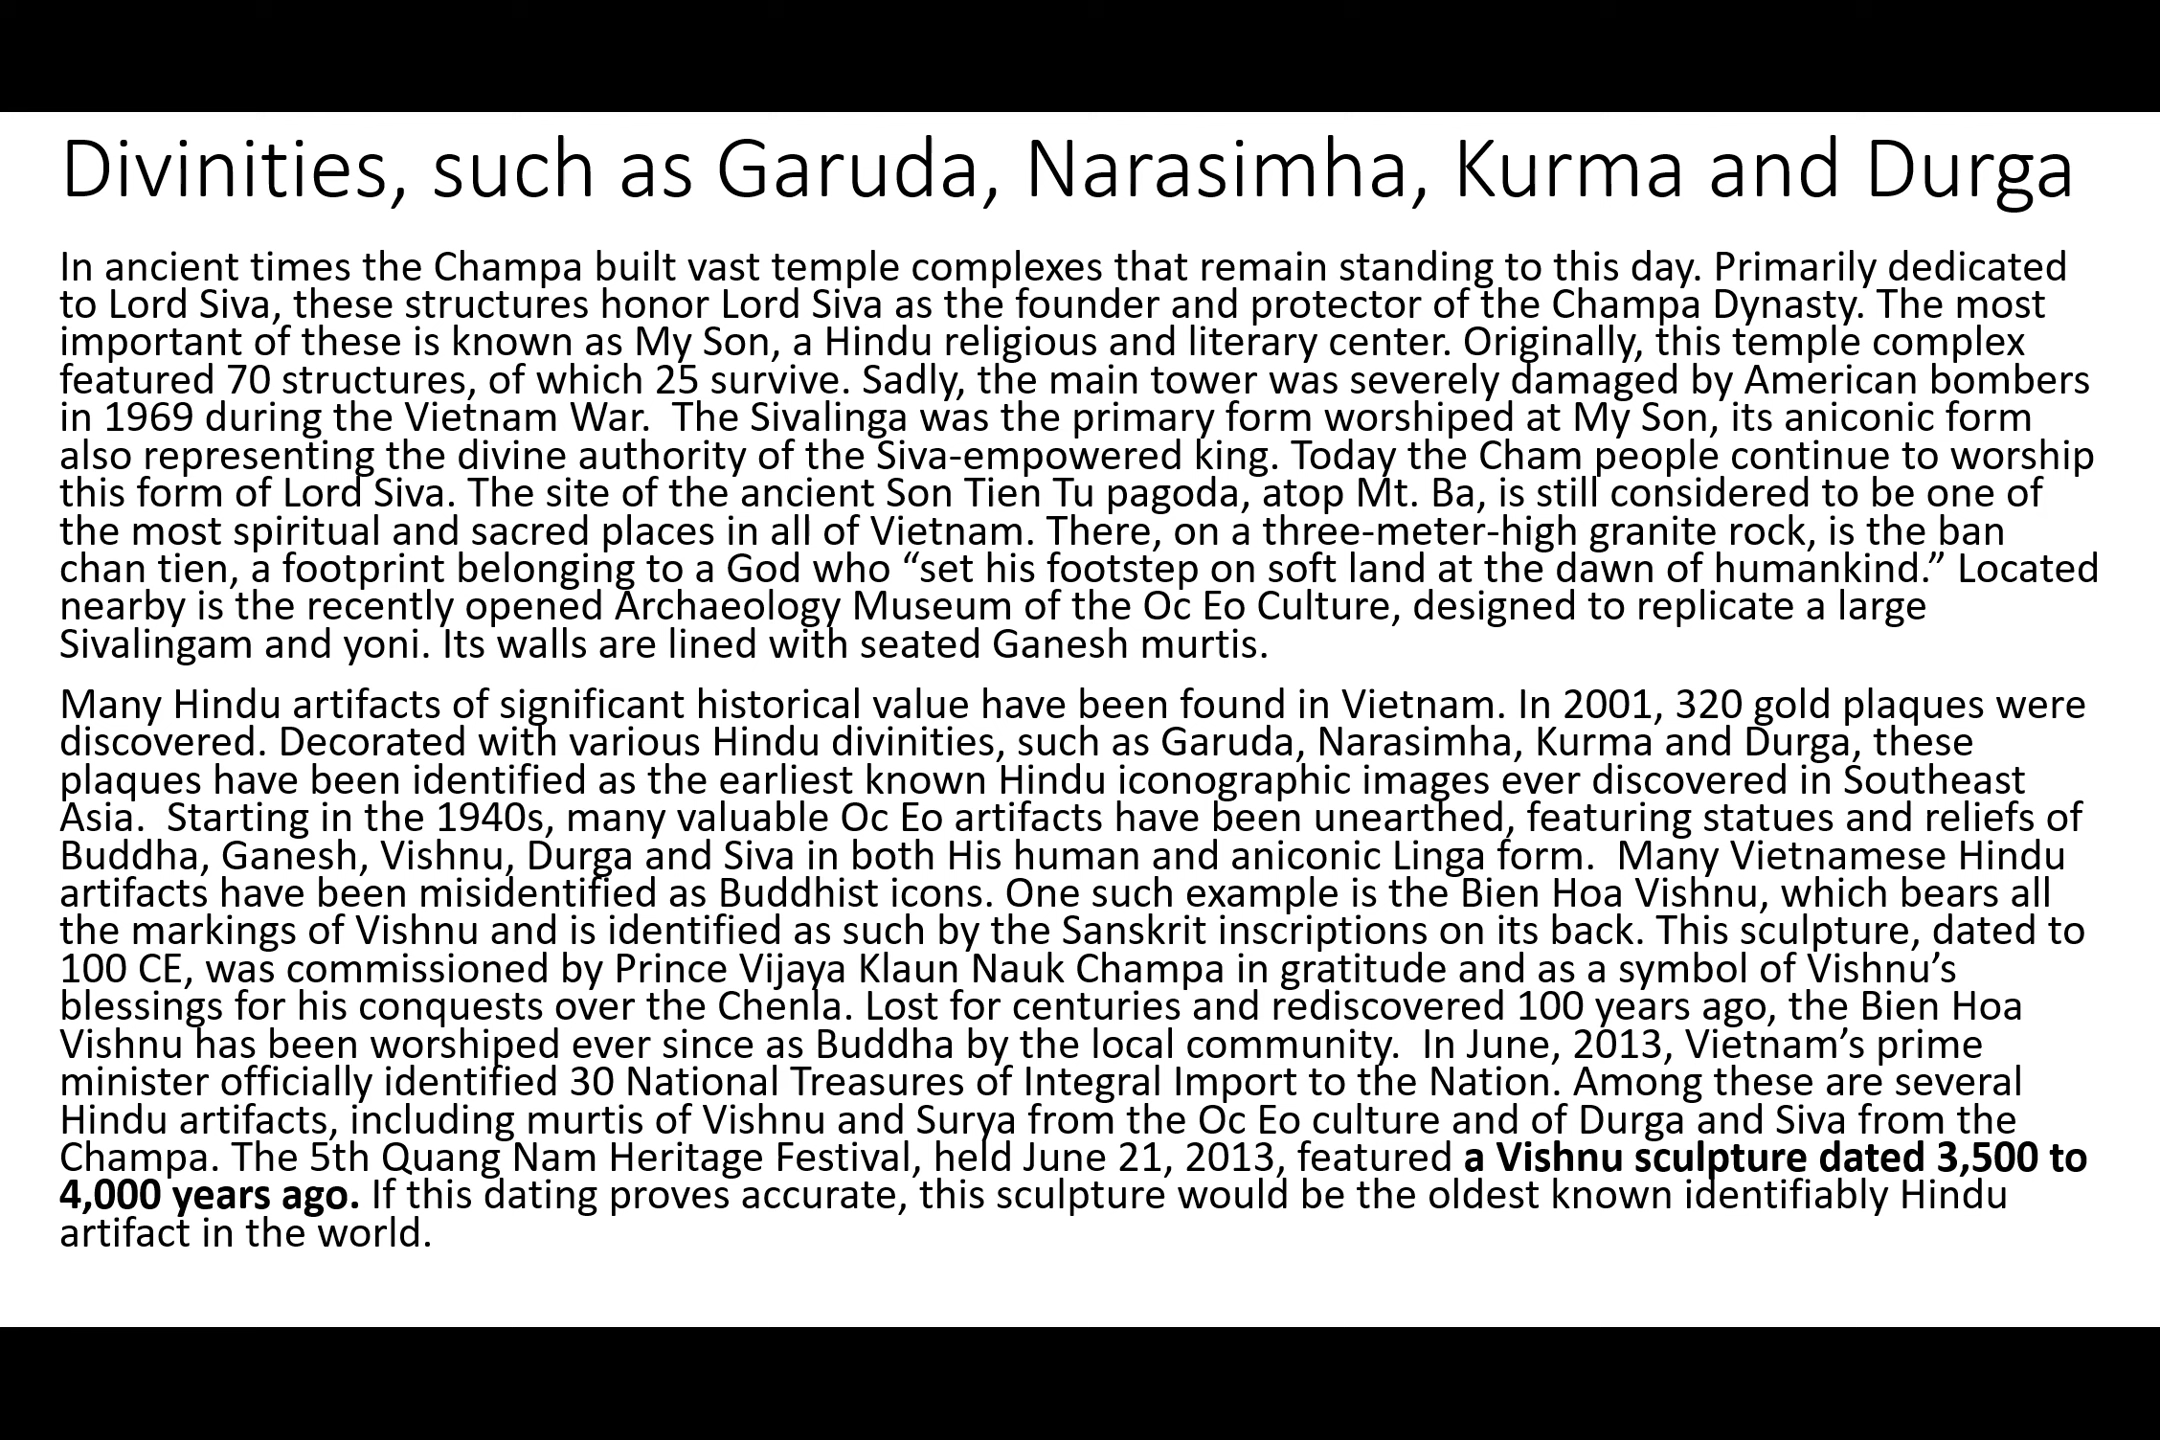 Divinities, such as Garuda, Narasimha, Kurma and Durga
In ancient times the Champa built vast temple complexes that remain standing to this day. Primarily dedicated
to Lord Siva, these structures honor Lord Siva as the founder and protector of the Champa Dynasty. The most
important of these is known as My Son, a Hindu religious and literary center. Originally, this temple complex
featured 70 structures, of which 25 survive. Sadly, the main tower was severely damaged by American bombers
in 1969 during the Vietnam War.  The Sivalinga was the primary form worshiped at My Son, its aniconic form
also representing the divine authority of the Siva-empowered king. Today the Cham people continue to worship
this form of Lord Siva. The site of the ancient Son Tien Tu pagoda, atop Mt. Ba, is still considered to be one of
the most spiritual and sacred places in all of Vietnam. There, on a three-meter-high granite rock, is the ban
chan tien, a footprint belonging to a God who “set his footstep on soft land at the dawn of humankind.” Located
nearby is the recently opened Archaeology Museum of the Oc Eo Culture, designed to replicate a large
Sivalingam and yoni. Its walls are lined with seated Ganesh murtis.
Many Hindu artifacts of significant historical value have been found in Vietnam. In 2001, 320 gold plaques were
discovered. Decorated with various Hindu divinities, such as Garuda, Narasimha, Kurma and Durga, these
plaques have been identified as the earliest known Hindu iconographic images ever discovered in Southeast
Asia.  Starting in the 1940s, many valuable Oc Eo artifacts have been unearthed, featuring statues and reliefs of
Buddha, Ganesh, Vishnu, Durga and Siva in both His human and aniconic Linga form.  Many Vietnamese Hindu
artifacts have been misidentified as Buddhist icons. One such example is the Bien Hoa Vishnu, which bears all
the markings of Vishnu and is identified as such by the Sanskrit inscriptions on its back. This sculpture, dated to
100 CE, was commissioned by Prince Vijaya Klaun Nauk Champa in gratitude and as a symbol of Vishnu’s
blessings for his conquests over the Chenla. Lost for centuries and rediscovered 100 years ago, the Bien Hoa
Vishnu has been worshiped ever since as Buddha by the local community.  In June, 2013, Vietnam’s prime
minister officially identified 30 National Treasures of Integral Import to the Nation. Among these are several
Hindu artifacts, including murtis of Vishnu and Surya from the Oc Eo culture and of Durga and Siva from the
Champa. The 5th Quang Nam Heritage Festival, held June 21, 2013, featured a Vishnu sculpture dated 3,500 to
4,000 years ago. If this dating proves accurate, this sculpture would be the oldest known identifiably Hindu
artifact in the world.